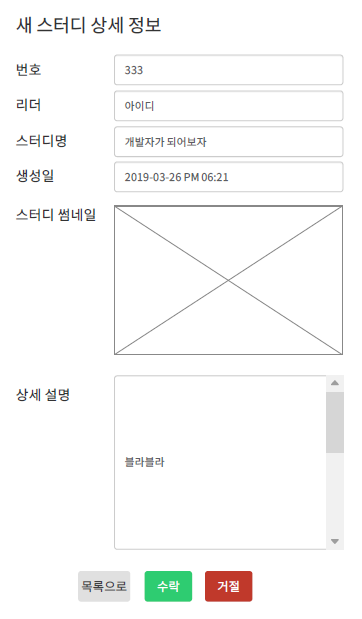 새 스터디 상세 정보
번호
333
리더
아이디
스터디명
개발자가 되어보자
생성일
2019-03-26 PM 06:21
스터디 썸네일
상세 설명
블라블라
목록으로 수락 거절